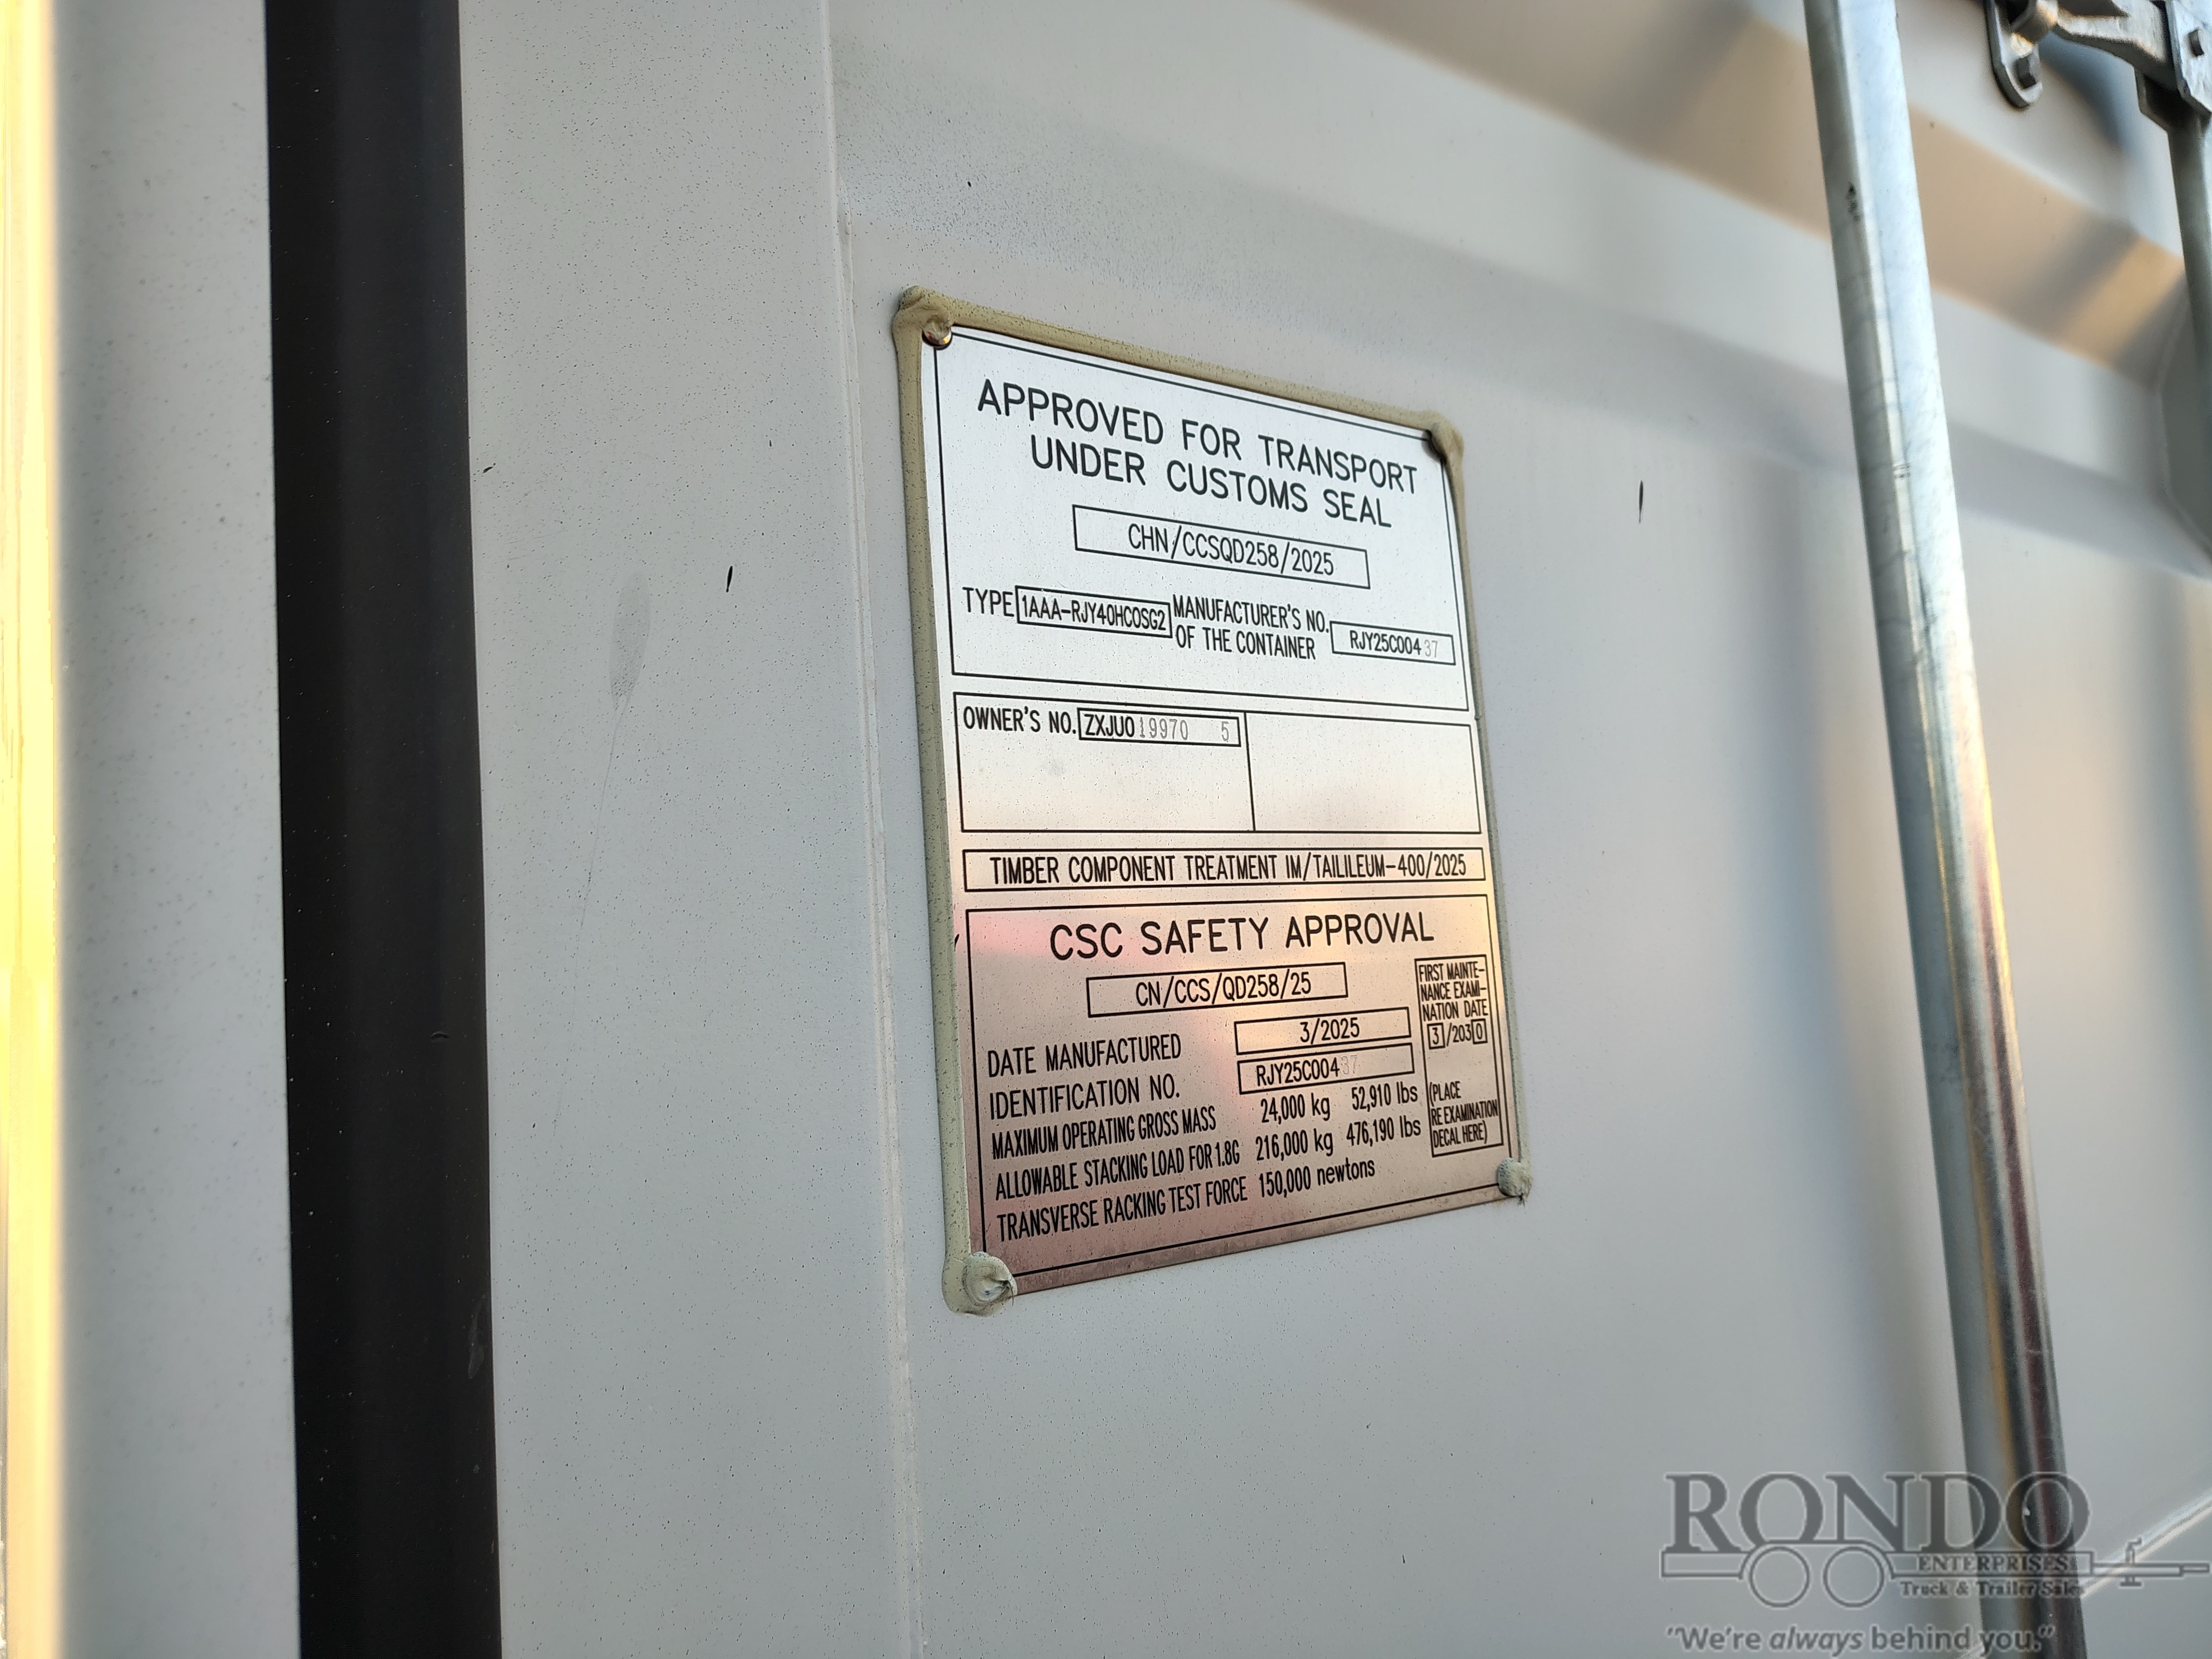 APPROVED FOR TRANSPORT
UNDER CUSTOMS SEAL
CHN/CCSQD258/2025
TYPE 1AAA-RJY40HCOSG2 MANUFACTURER'S NO. OF THE CONTAINER RJY25C00437
OWNER'S NO. ZXJU019970 5
TIMBER COMPONENT TREATMENT IM/TAILILEUM-400/2025
CSC SAFETY APPROVAL
CN/CCS/QD258/25
DATE MANUFACTURED 3/2025
IDENTIFICATION NO. RJY25C00437
MAXIMUM OPERATING GROSS MASS 24,000 kg 52,910 lbs
ALLOWABLE STACKING LOAD FOR 1.8G 216,000 kg 476,190 lbs
TRANSVERSE RACKING TEST FORCE 150,000 newtons
FIRST MAINTE-
NANCE EXAMI-
NATION DATE
3/2030
(PLACE
RE EXAMINATION
DECAL HERE)
RONDO
ENTERPRISES
Truck & Trailer Sales
"We're always behind you."